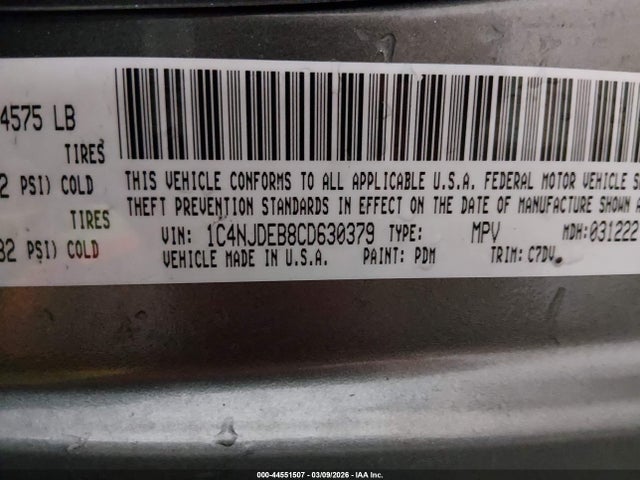 4575 LB
TIRES
2 PSI) COLD
TIRES
32 PSI) COLD
THIS VEHICLE CONFORMS TO ALL APPLICABLE U.S.A. FEDERAL MOTOR VEHICLE S
THEFT PREVENTION STANDARDS IN EFFECT ON THE DATE OF MANUFACTURE SHOWN A
VIN: 1C4NJDEB8CD630379 TYPE: MPV MDH:031222
VEHICLE MADE IN U.S.A. PAINT: PDM TRIM: C7DV
000-44551507 | 03/09/2026 | IAA Inc.